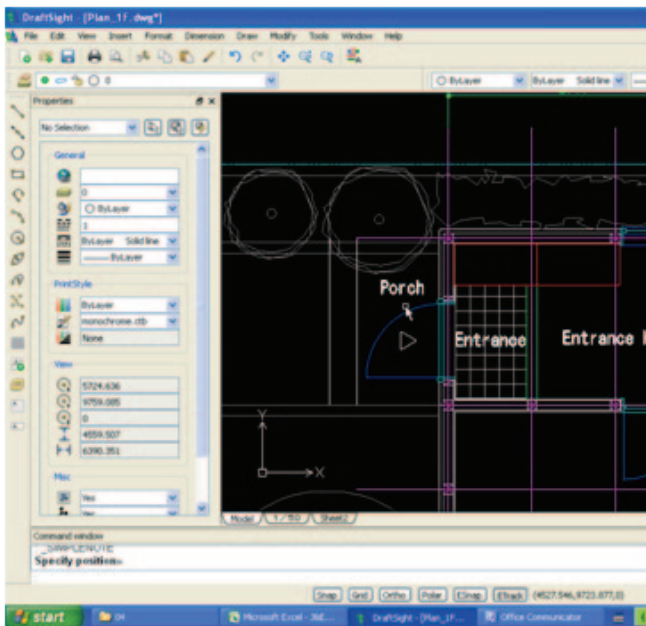 DraftSight - [Plan_1f.dwg*]
File Edit View Insert Format Dimension Draw Modify Tools Window Help
0 ByLayer ByLayer Solid line
Properties
No Selection
General
0
ByLayer
1
ByLayer Solid line
ByLayer
PrintStyle
ByLayer
monochrome.ctb
None
View
5724.636
9759.085
0
4559.507
6390.351
Misc
Yes
Yes
Porch
Entrance
Entrance
Y
X
Model 1/50 Sheet2
Command window
_SIMPLENOTE
Specify position»
Snap Grid Ortho Polar ESnap ETrack (4527.546,9723.877,0)
start 04 Microsoft Excel - J&E... DraftSight - [Plan_1F... Office Communicator